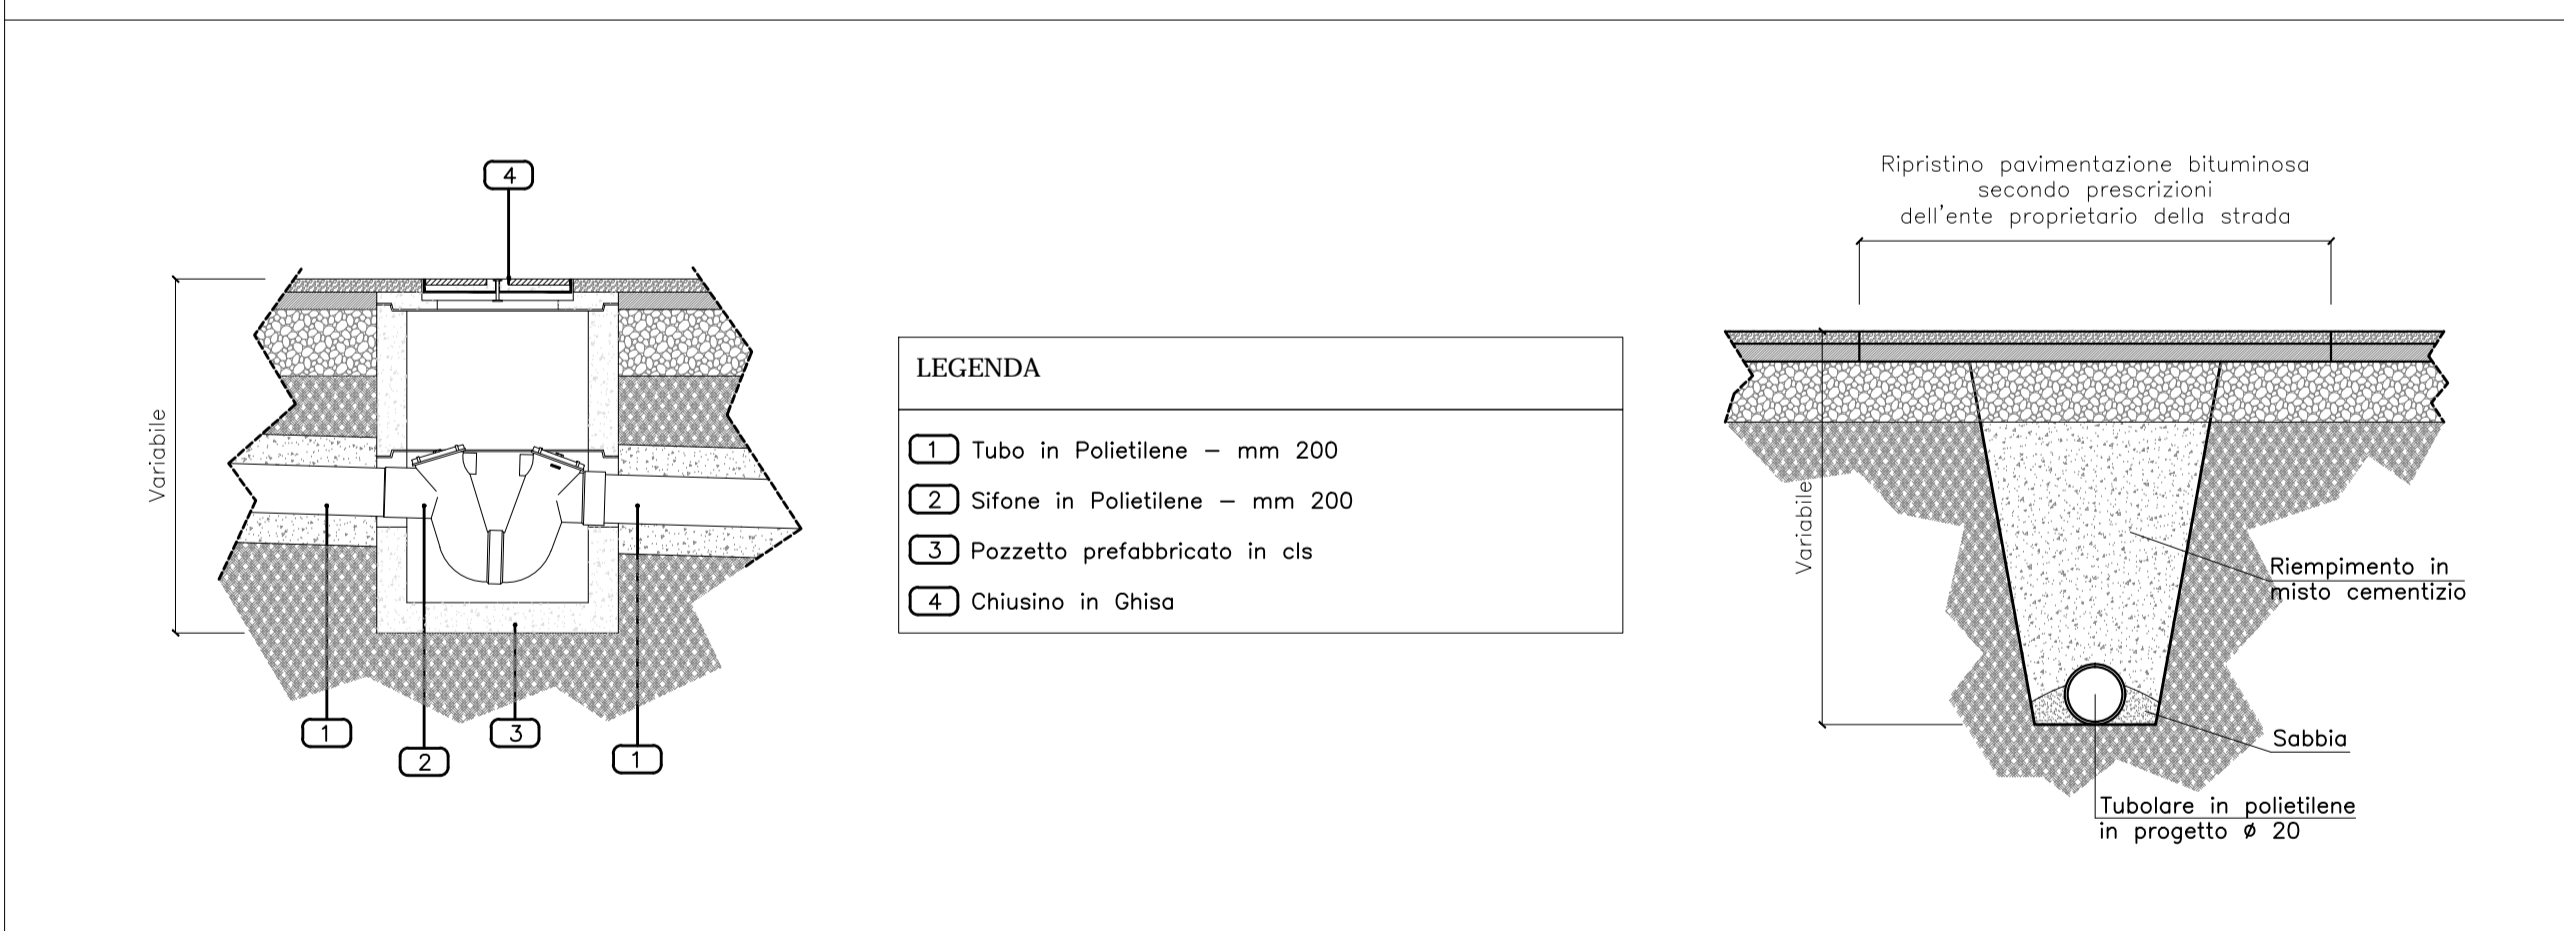 4
Variabile
1
2
3
1
LEGENDA
1 Tubo in Polietilene – mm 200
2 Sifone in Polietilene – mm 200
3 Pozzetto prefabbricato in cls
4 Chiusino in Ghisa
Ripristino pavimentazione bituminosa
secondo prescrizioni
dell'ente proprietario della strada
Variabile
Riempimento in
misto cementizio
Sabbia
Tubolare in polietilene
in progetto ø 20